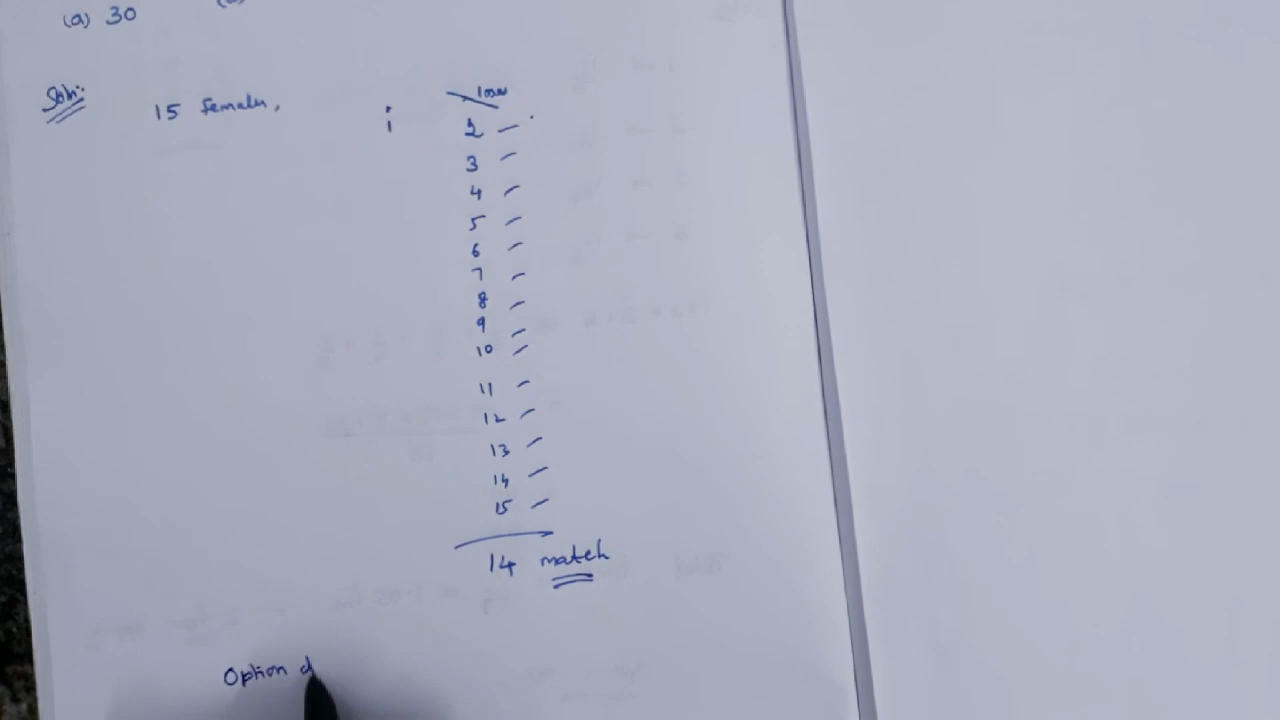 (a) 30
Soln:
15 females,
i
loses
2 –
3 –
4 –
5 –
6 –
7 –
8 –
9 –
10 –
11 –
12 –
13 –
14 –
15 –
14 match
Option d